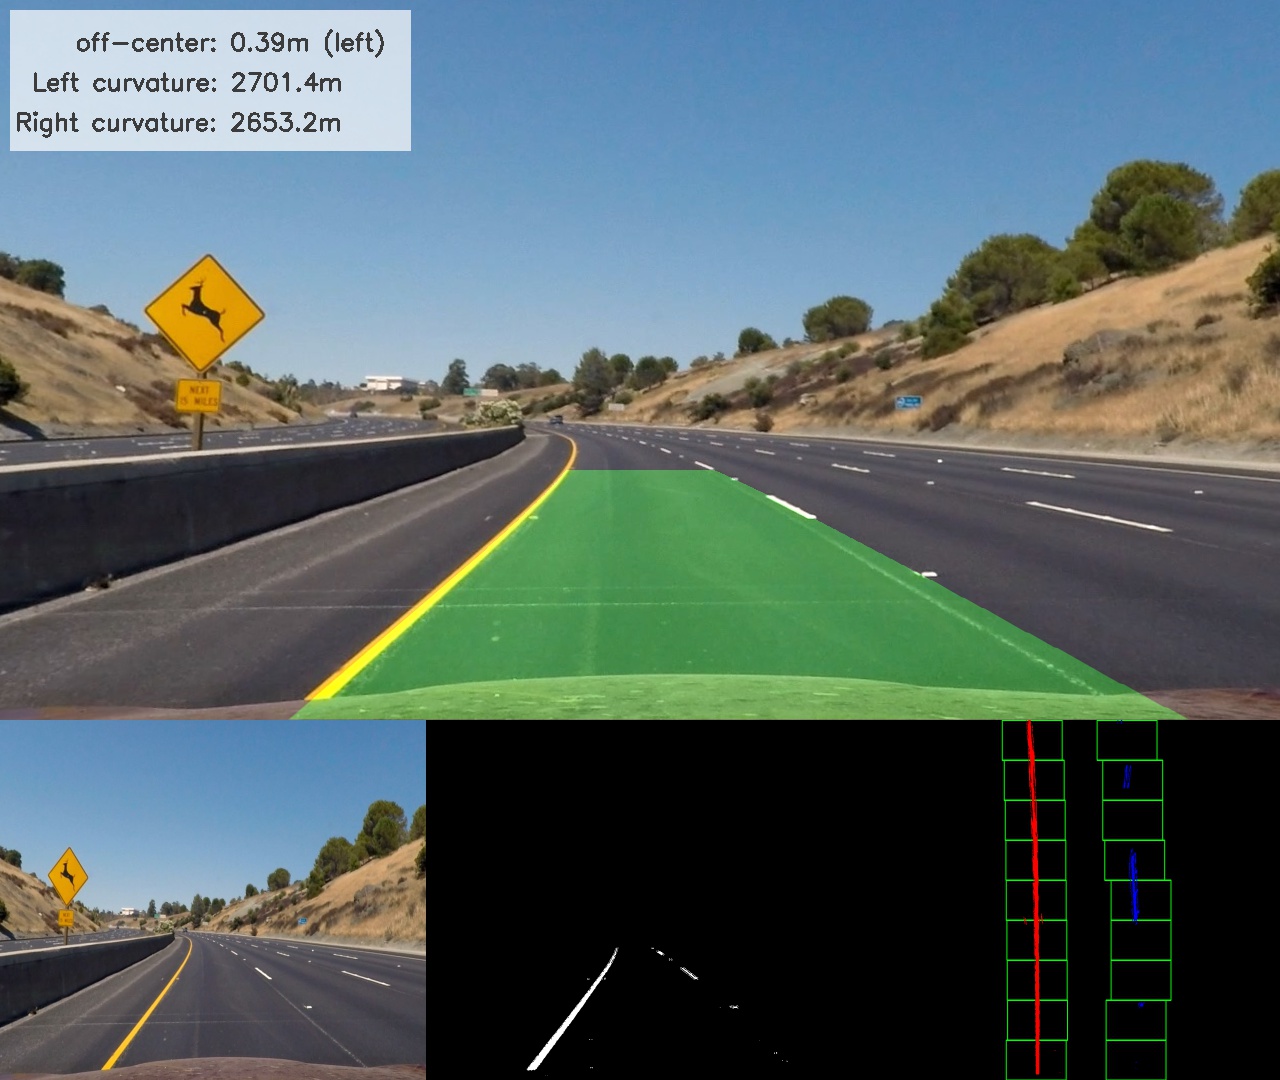 off-center: 0.39m (left)
Left curvature: 2701.4m
Right curvature: 2653.2m
NEXT
15 MILES